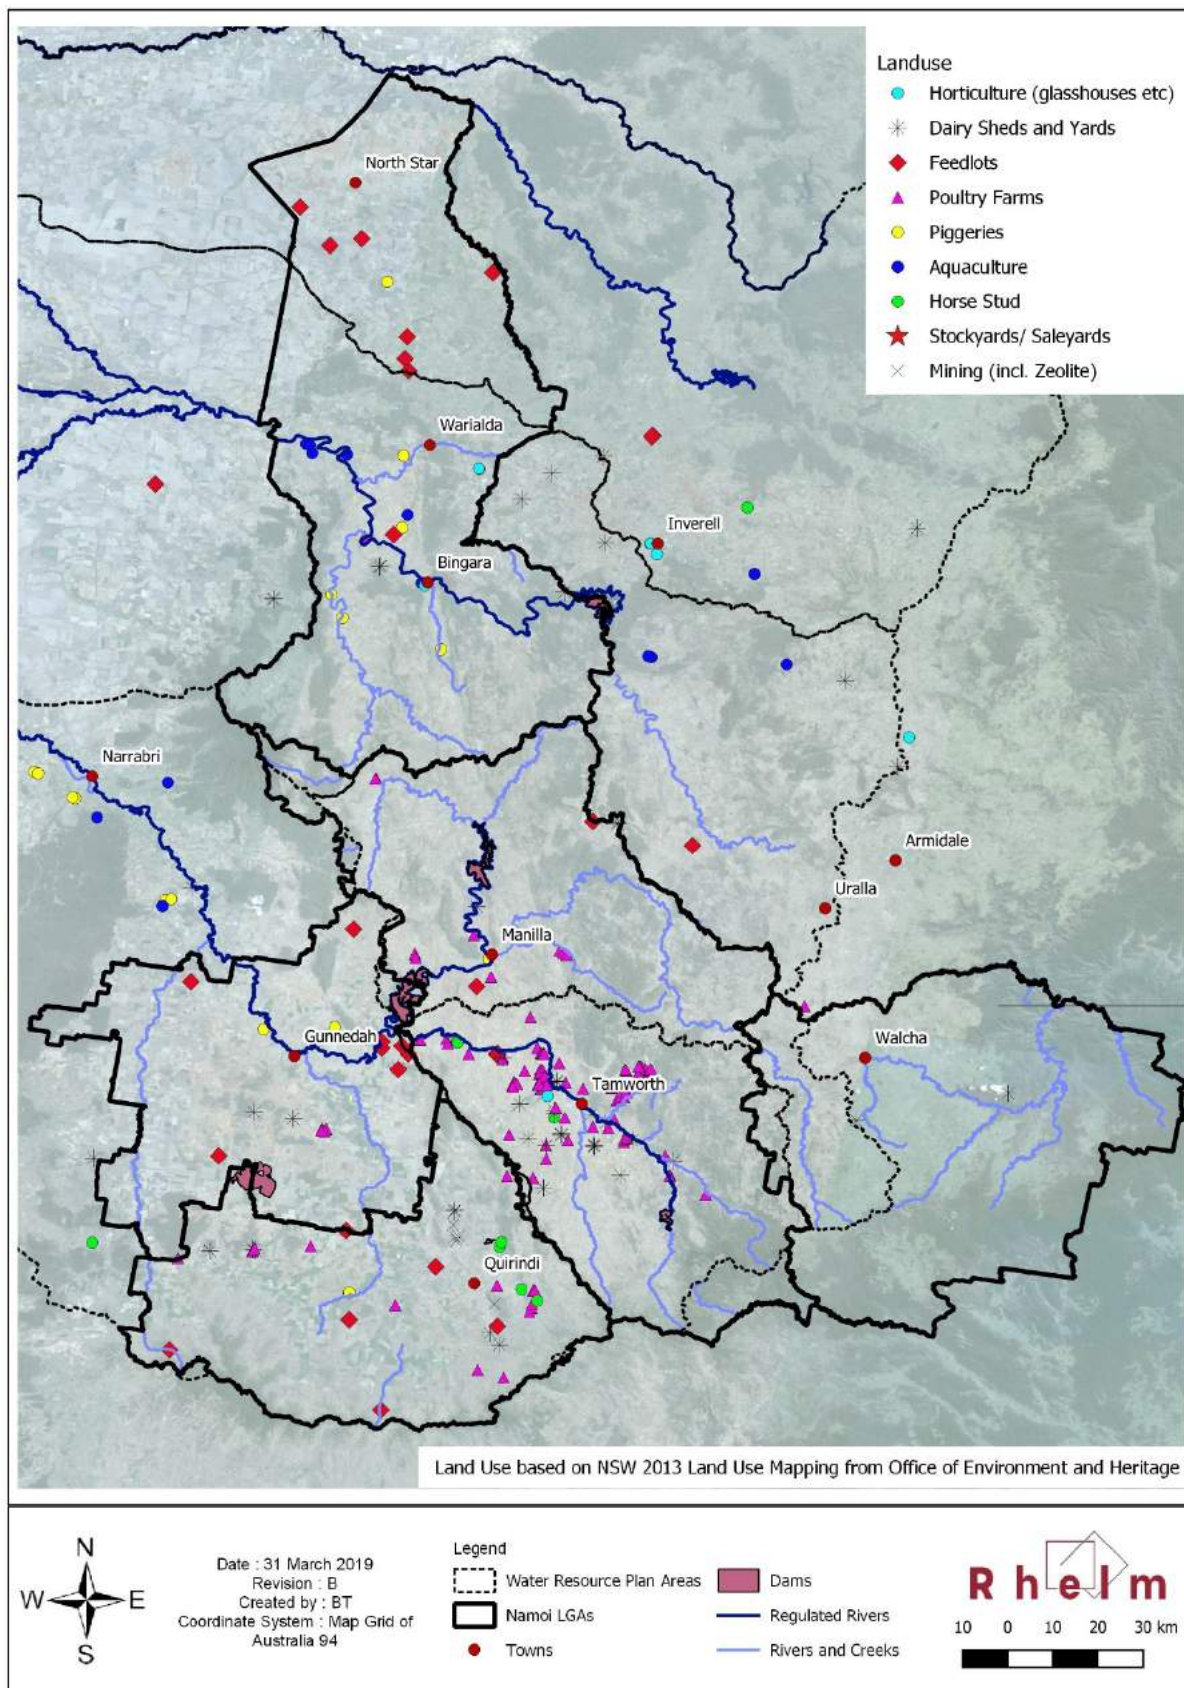 Landuse
Horticulture (glasshouses etc)
Dairy Sheds and Yards
Feedlots
Poultry Farms
Piggeries
Aquaculture
Horse Stud
Stockyards/ Saleyards
Mining (incl. Zeolite)
North Star
Warialda
Inverell
Bingara
Narrabri
Armidale
Uralla
Manilla
Gunnedah
Walcha
Tamworth
Quirindi
Land Use based on NSW 2013 Land Use Mapping from Office of Environment and Heritage
N
W E
S
Date : 31 March 2019
Revision : B
Created by : BT
Coordinate System : Map Grid of
Australia 94
Legend
Water Resource Plan Areas
Namoi LGAs
Towns
Dams
Regulated Rivers
Rivers and Creeks
Rhelm
10 0 10 20 30 km